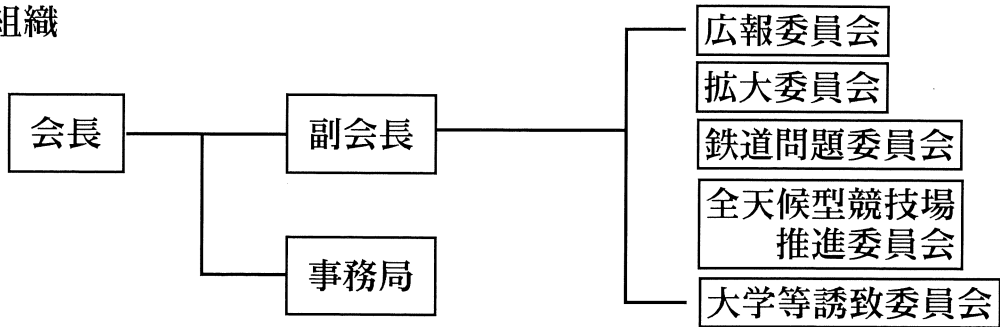 組織
会長
副会長
事務局
広報委員会
拡大委員会
鉄道問題委員会
全天候型競技場
推進委員会
大学等誘致委員会